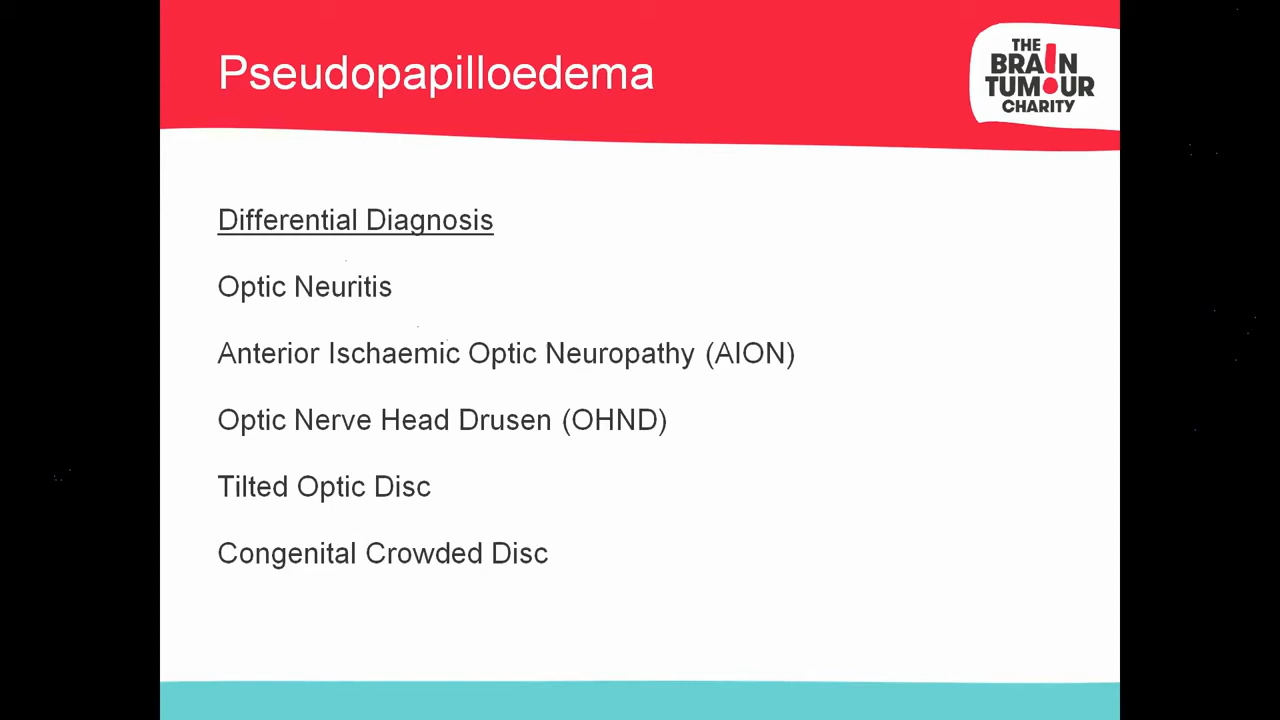 Pseudopapilloedema
THE
BRA!N
TUMOUR
CHARITY
Differential Diagnosis
Optic Neuritis
Anterior Ischaemic Optic Neuropathy (AION)
Optic Nerve Head Drusen (OHND)
Tilted Optic Disc
Congenital Crowded Disc